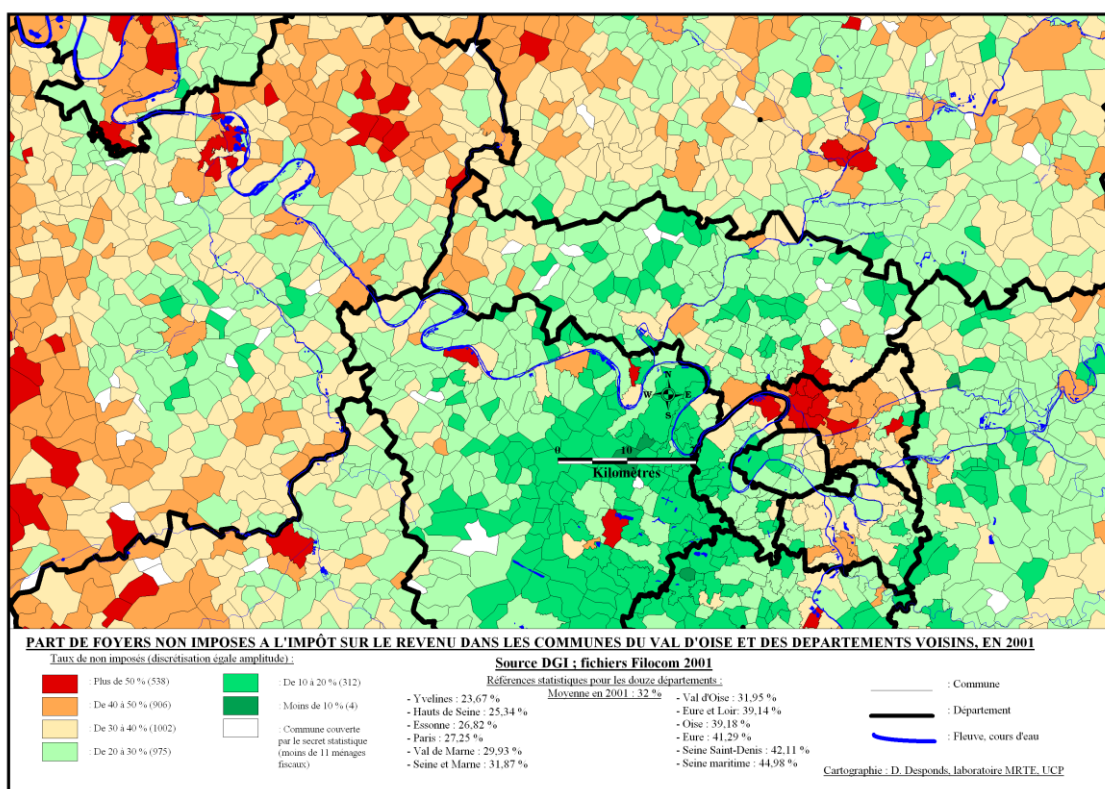 N
W E
S
0 10
Kilomètres
PART DE FOYERS NON IMPOSES A L'IMPÔT SUR LE REVENU DANS LES COMMUNES DU VAL D'OISE ET DES DEPARTEMENTS VOISINS, EN 2001
Taux de non imposés (discrétisation égale amplitude) :
: Plus de 50 % (538)
: De 40 à 50 % (906)
: De 30 à 40 % (1002)
: De 20 à 30 % (975)
: De 10 à 20 % (312)
: Moins de 10 % (4)
: Commune couverte
par le secret statistique
(moins de 11 ménages
fiscaux)
Source DGI ; fichiers Filocom 2001
Références statistiques pour les douze départements :
Moyenne en 2001 : 32 %
- Yvelines : 23,67 %
- Hauts de Seine : 25,34 %
- Essonne : 26,82 %
- Paris : 27,25 %
- Val de Marne : 29,93 %
- Seine et Marne : 31,87 %
- Val d'Oise : 31,95 %
- Eure et Loir: 39,14 %
- Oise : 39,18 %
- Eure : 41,29 %
- Seine Saint-Denis : 42,11 %
- Seine maritime : 44,98 %
: Commune
: Département
: Fleuve, cours d'eau
Cartographie : D. Desponds, laboratoire MRTE, UCP